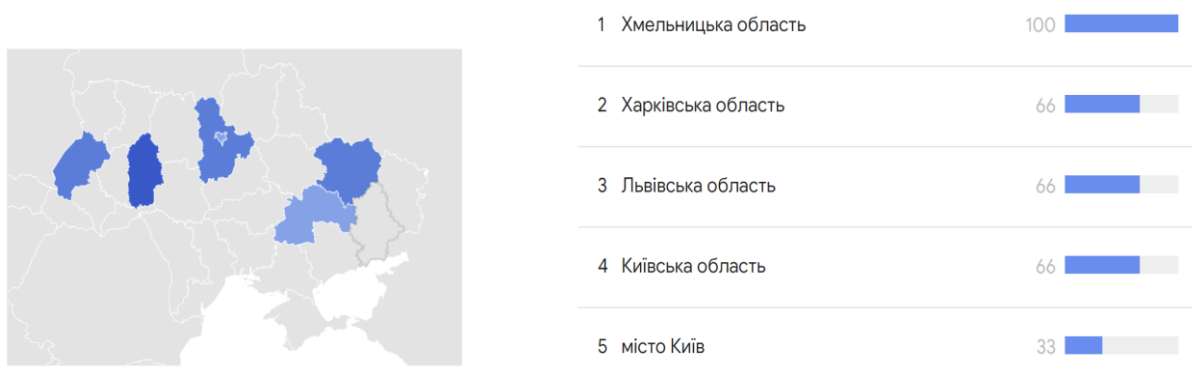 1 Хмельницька область 100
2 Харківська область 66
3 Львівська область 66
4 Київська область 66
5 місто Київ 33